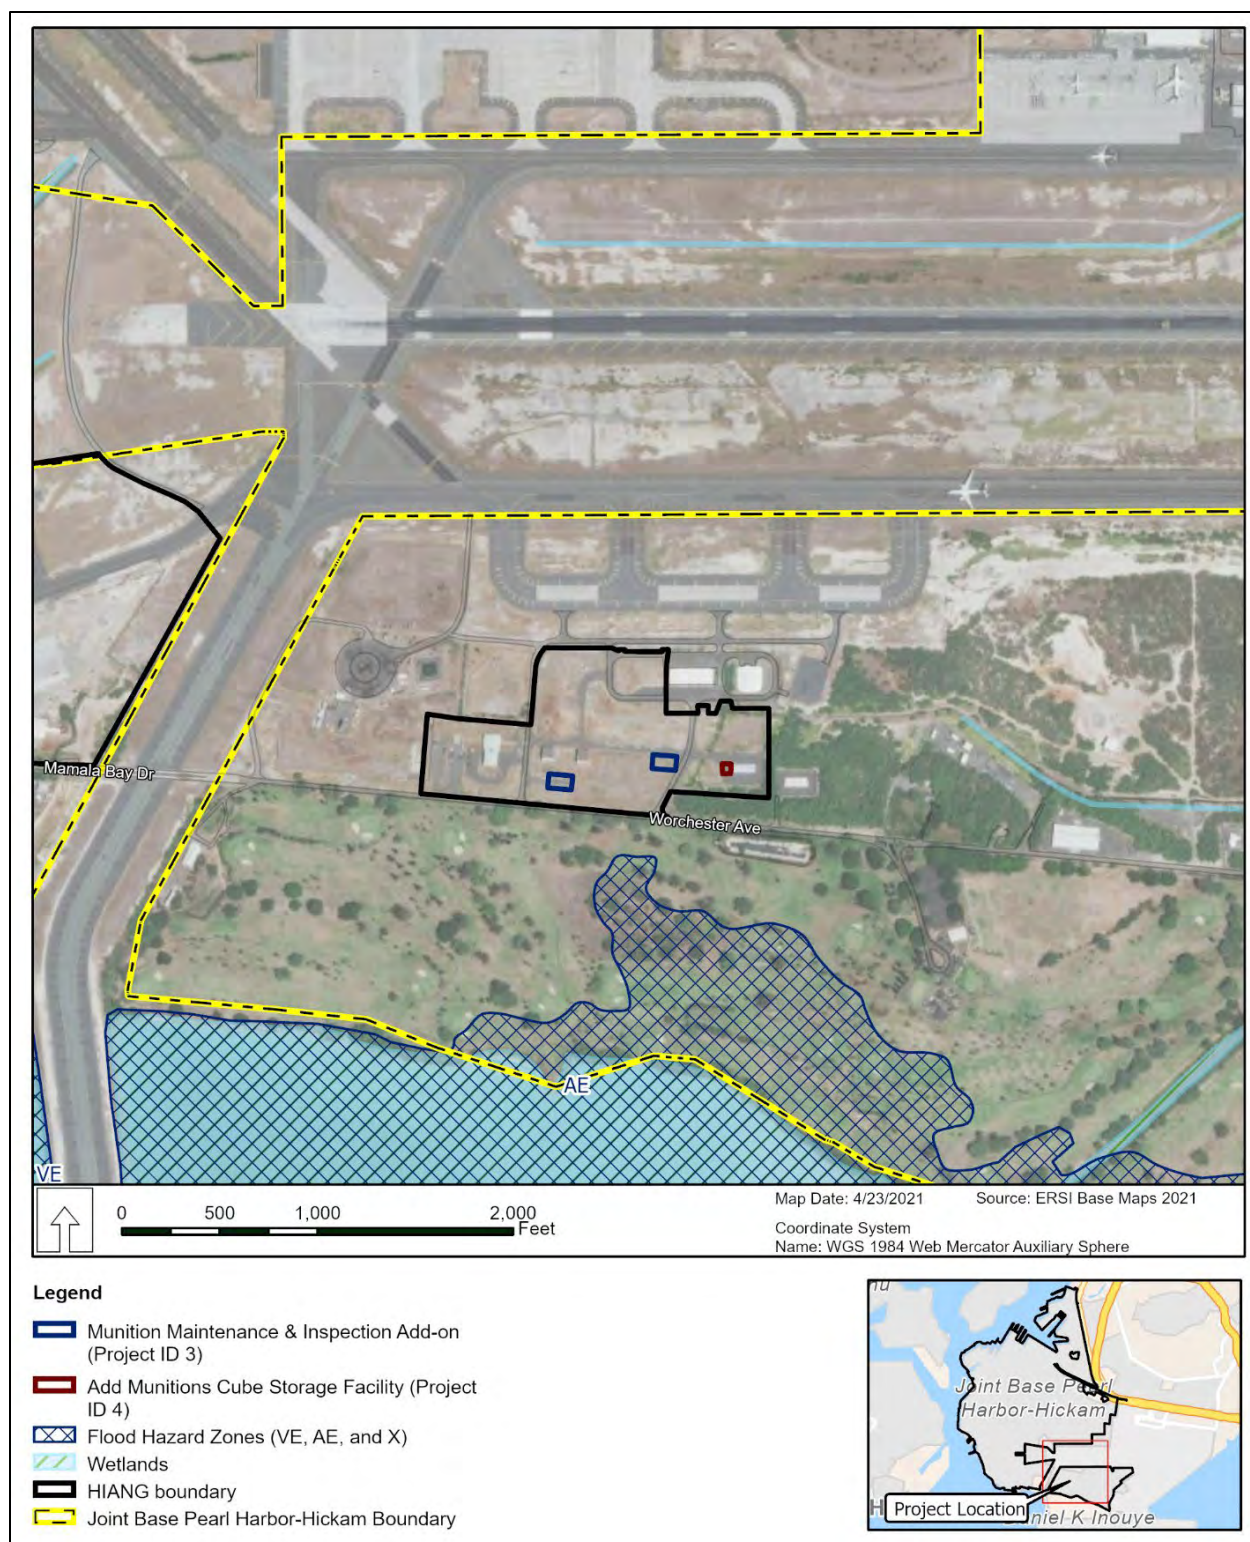 Mamala Bay Dr
Worchester Ave
AE
VE
0 500 1,000 2,000
Feet
Map Date: 4/23/2021 Source: ERSI Base Maps 2021
Coordinate System
Name: WGS 1984 Web Mercator Auxiliary Sphere
Legend
Munition Maintenance & Inspection Add-on
(Project ID 3)
Add Munitions Cube Storage Facility (Project
ID 4)
Flood Hazard Zones (VE, AE, and X)
Wetlands
HIANG boundary
Joint Base Pearl Harbor-Hickam Boundary
Joint Base Pearl
Harbor-Hickam
Project Location
K Inouye